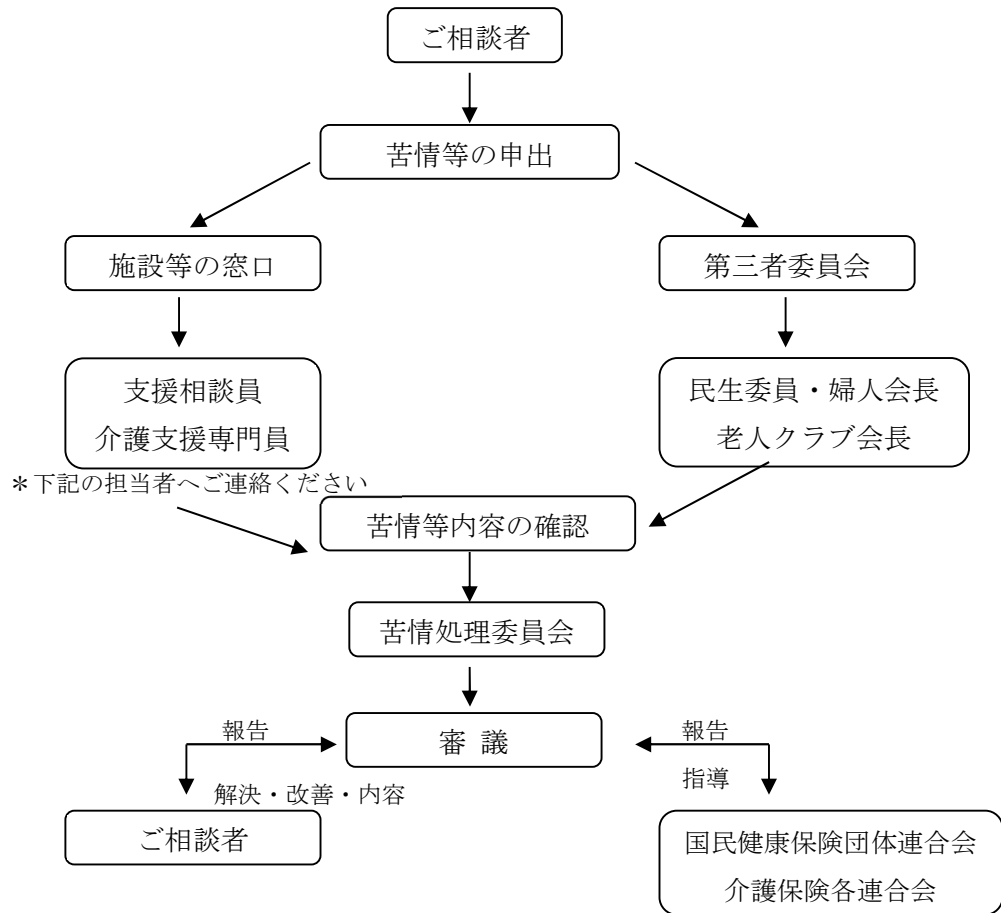 ご相談者
苦情等の申出
施設等の窓口
第三者委員会
支援相談員
介護支援専門員
民生委員・婦人会長
老人クラブ会長
*下記の担当者へご連絡ください
苦情等内容の確認
苦情処理委員会
審 議
報告
解決・改善・内容
報告
指導
ご相談者
国民健康保険団体連合会
介護保険各連合会